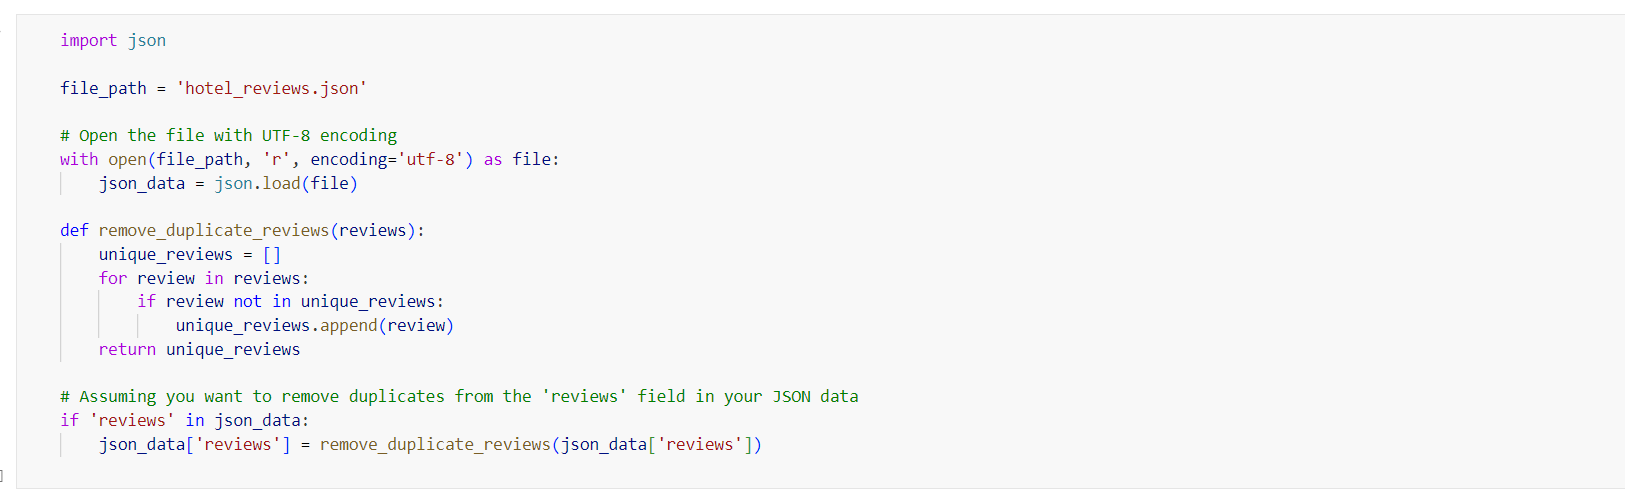 import json
file_path = 'hotel_reviews.json'
# Open the file with UTF-8 encoding
with open(file_path, 'r', encoding='utf-8') as file:
    json_data = json.load(file)
def remove_duplicate_reviews(reviews):
    unique_reviews = []
    for review in reviews:
        if review not in unique_reviews:
            unique_reviews.append(review)
    return unique_reviews
# Assuming you want to remove duplicates from the 'reviews' field in your JSON data
if 'reviews' in json_data:
    json_data['reviews'] = remove_duplicate_reviews(json_data['reviews'])